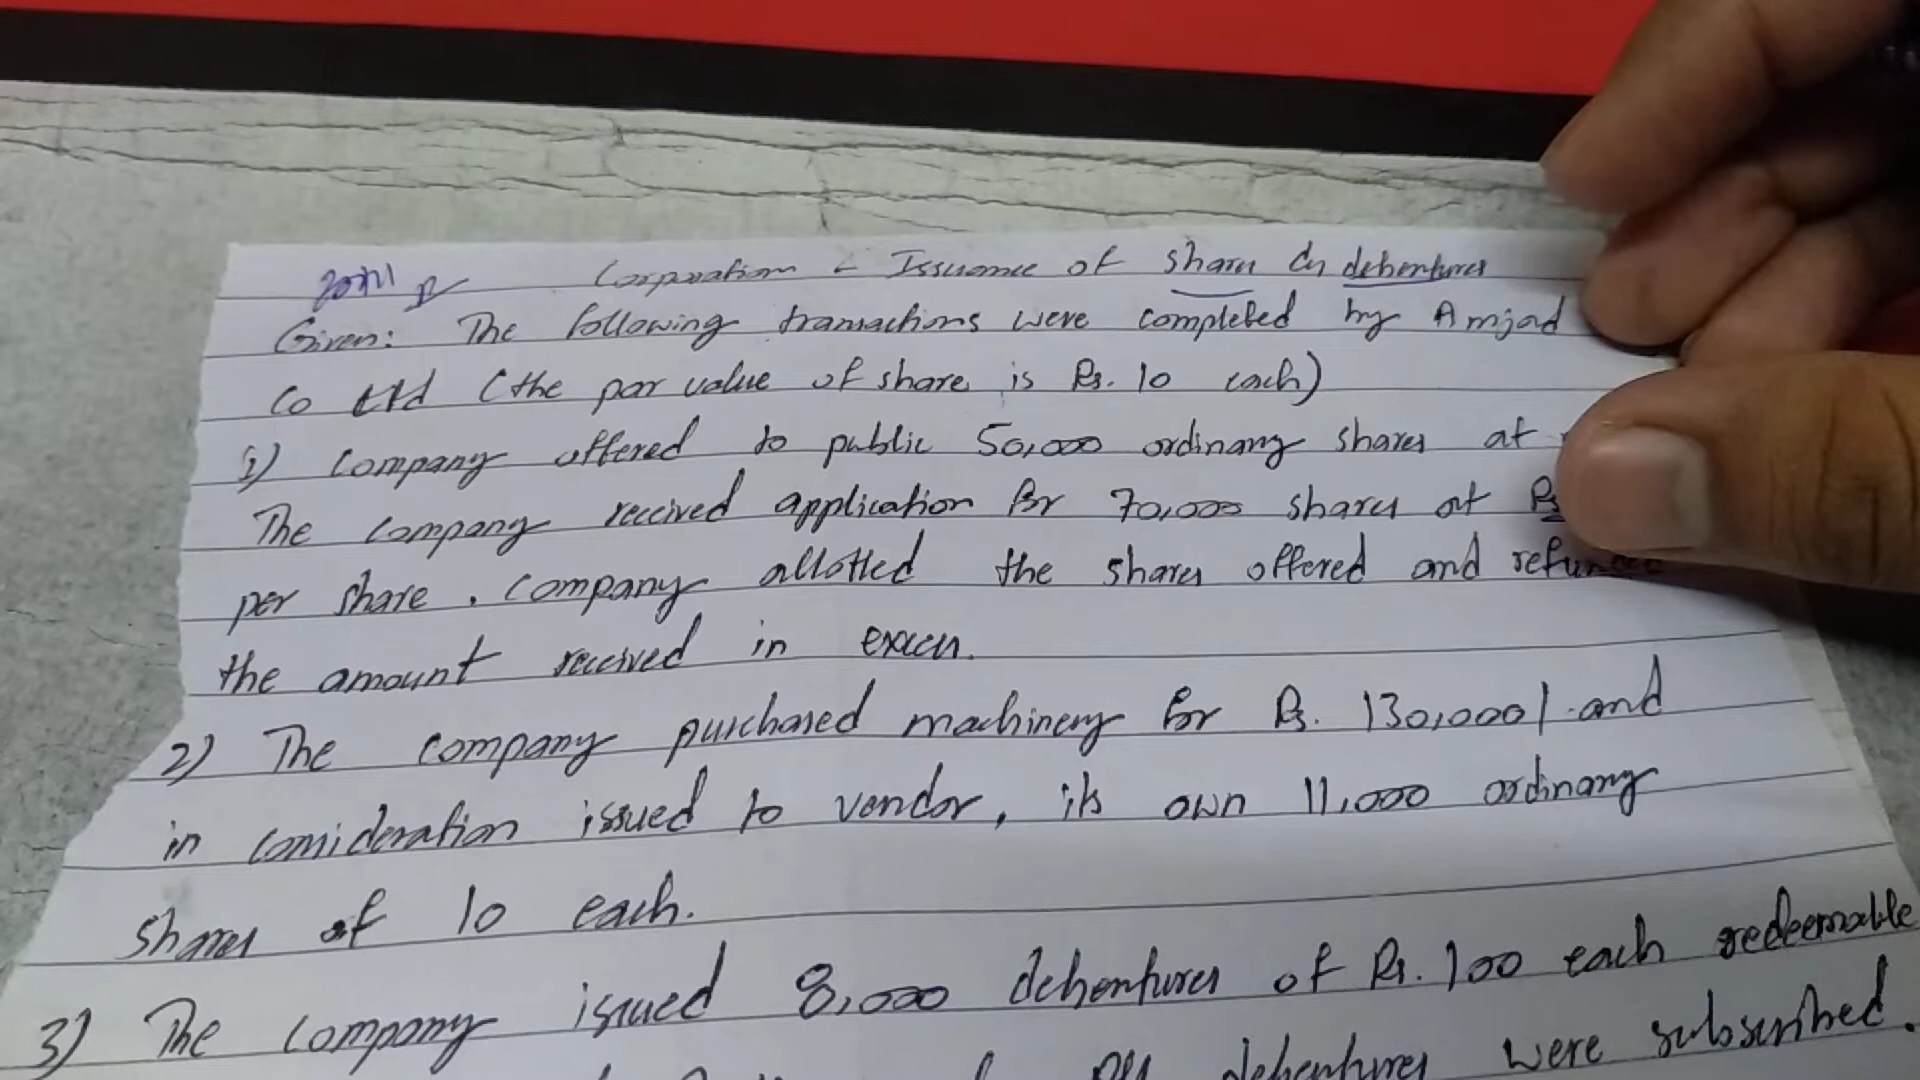 Corporation - Issuance of share & debentures
Given: The following transactions were completed by Amjad
Co Ltd (the par value of share is Rs. 10 each)
1) Company offered to public 50,000 ordinary shares at
The company received application for 70,000 shares at Rs
per share. Company allotted the shares offered and refunded
the amount received in excess.
2) The company purchased machinery for Rs. 130,000/- and
in consideration issued to vendor, its own 11,000 ordinary
shares of 10 each.
3) The company issued 8,000 debentures of Rs. 100 each redeemable
debentures were subscribed.